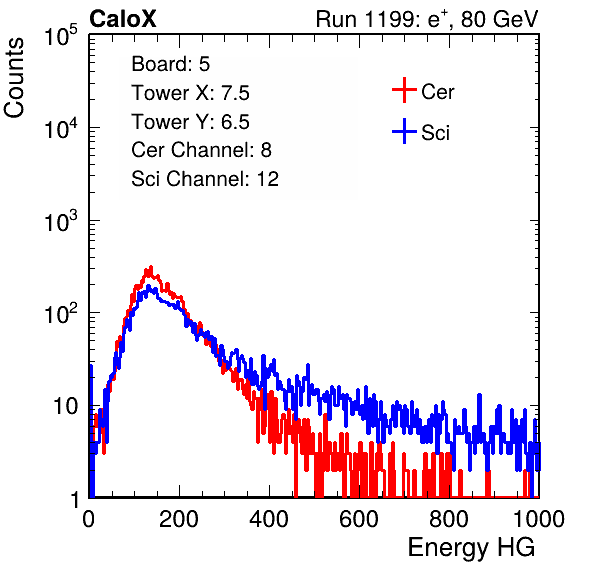 CaloX Run 1199: e⁺, 80 GeV
Counts
10⁵
10⁴
10³
10²
10
1
Board: 5
Tower X: 7.5
Tower Y: 6.5
Cer Channel: 8
Sci Channel: 12
Cer
Sci
0 200 400 600 800 1000
Energy HG